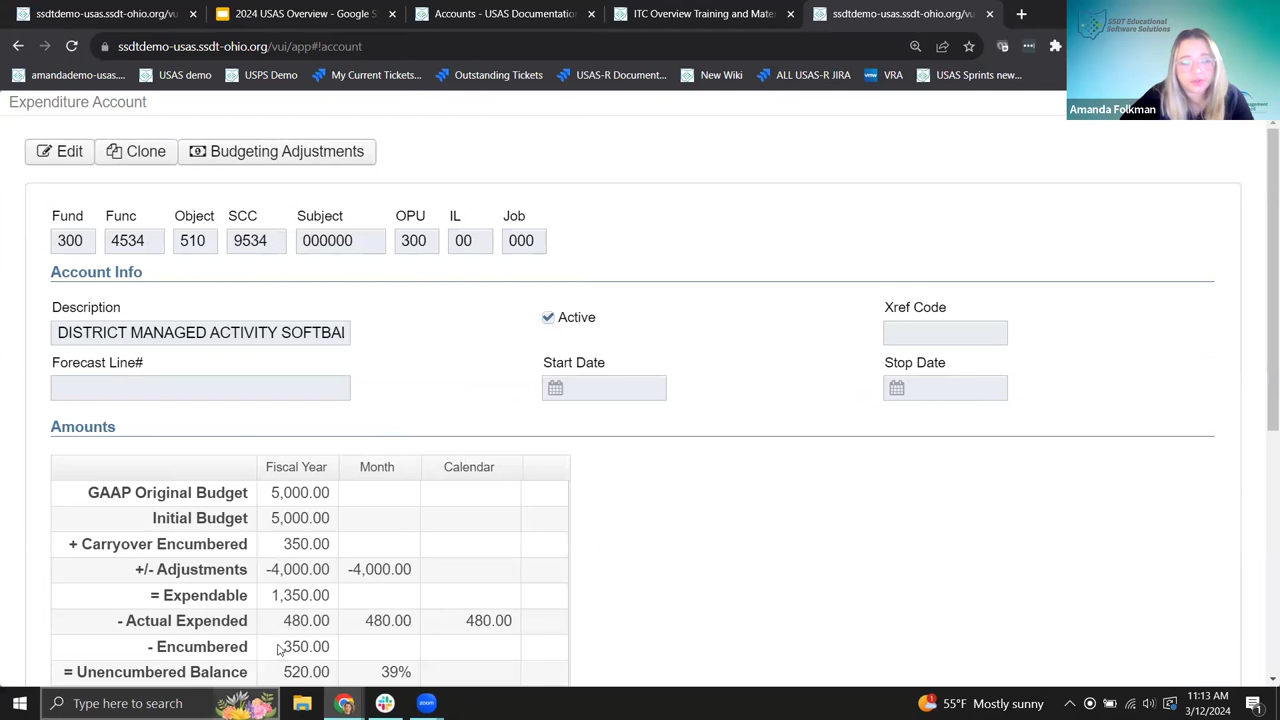 ssdtdemo-usas.ssdt-ohio.org/vu
2024 USAS Overview - Google S
Accounts - USAS Documentation
ITC Overview Training and Mate
ssdtdemo-usas.ssdt-ohio.org/vu
ssdtdemo-usas.ssdt-ohio.org/vui/app#!account
amandademo-usas...
USAS demo
USPS Demo
My Current Tickets...
Outstanding Tickets
USAS-R Document...
New Wiki
ALL USAS-R JIRA
VRA
USAS Sprints new...
SSDT Educational
Software Solutions
Amanda Folkman
Expenditure Account
Edit
Clone
Budgeting Adjustments
Fund Func Object SCC Subject OPU IL Job
300 4534 510 9534 000000 300 00 000
Account Info
Description
Active
Xref Code
DISTRICT MANAGED ACTIVITY SOFTBAL
Forecast Line#
Start Date
Stop Date
Amounts
Fiscal Year Month Calendar
GAAP Original Budget 5,000.00
Initial Budget 5,000.00
+ Carryover Encumbered 350.00
+/- Adjustments -4,000.00 -4,000.00
= Expendable 1,350.00
- Actual Expended 480.00 480.00 480.00
- Encumbered 350.00
= Unencumbered Balance 520.00 39%
Type here to search
55°F Mostly sunny
11:13 AM
3/12/2024